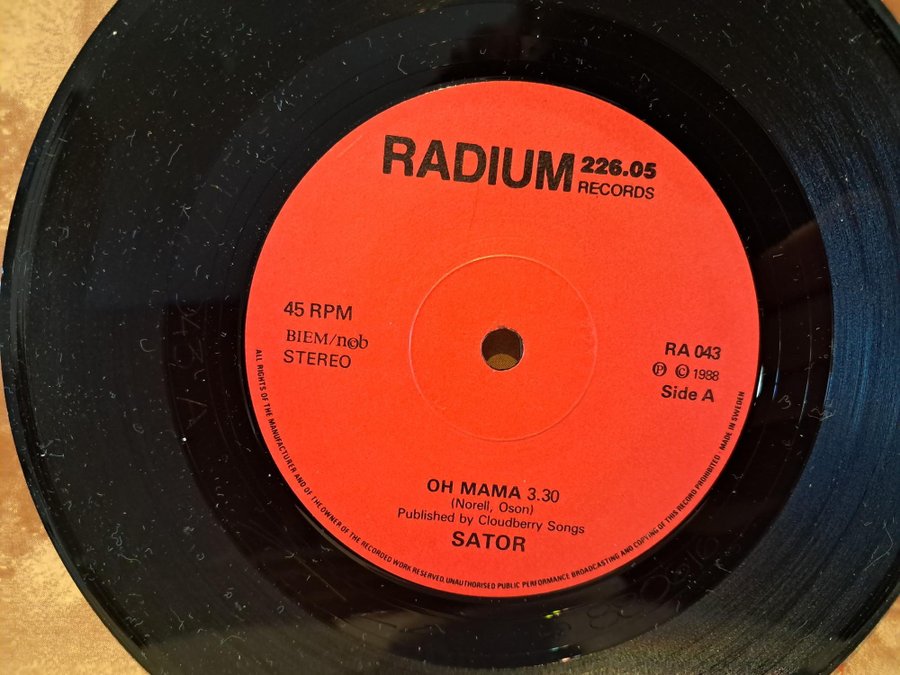 RADIUM 226.05
RECORDS
45 RPM
BIEM/n©b
STEREO
RA 043
Ⓟ © 1988
Side A
OH MAMA 3.30
(Norell, Oson)
Published by Cloudberry Songs
SATOR
ALL RIGHTS OF THE MANUFACTURER AND OF THE OWNER OF THE RECORDED WORK RESERVED. UNAUTHORISED PUBLIC PERFORMANCE BROADCASTING AND COPYING OF THIS RECORD PROHIBITED MADE IN SWEDEN